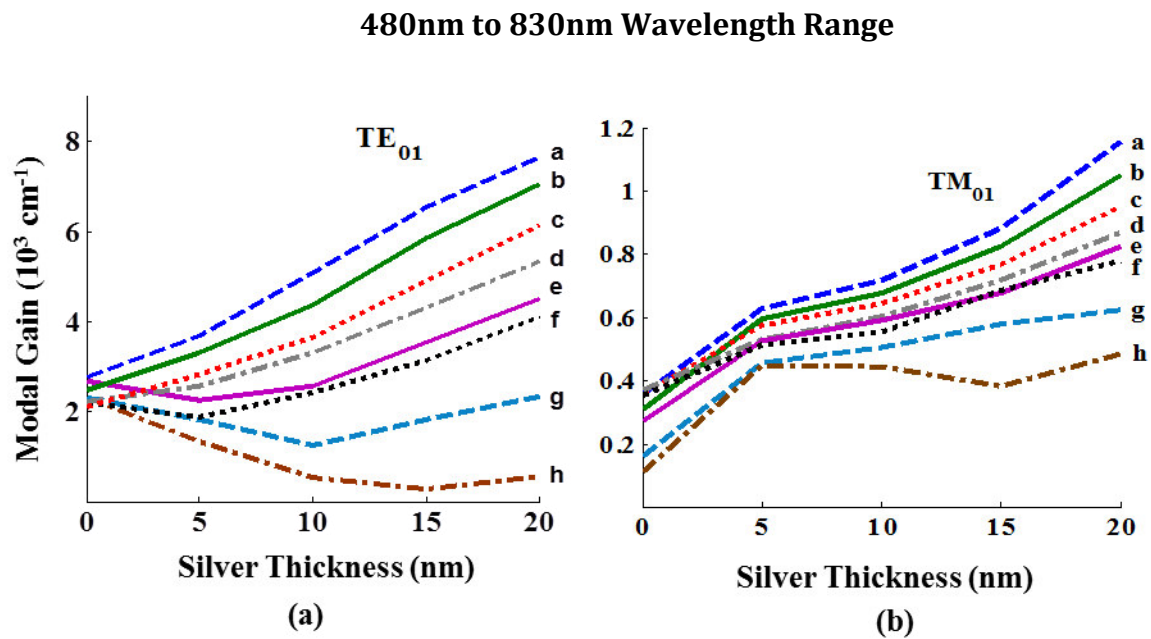 480nm to 830nm Wavelength Range
Modal Gain (10³ cm⁻¹)
8
6
4
2
TE₀₁
a
b
c
d
e
f
g
h
0 5 10 15 20
Silver Thickness (nm)
(a)
1.2
1
0.8
0.6
0.4
0.2
TM₀₁
a
b
c
d
e
f
g
h
0 5 10 15 20
Silver Thickness (nm)
(b)